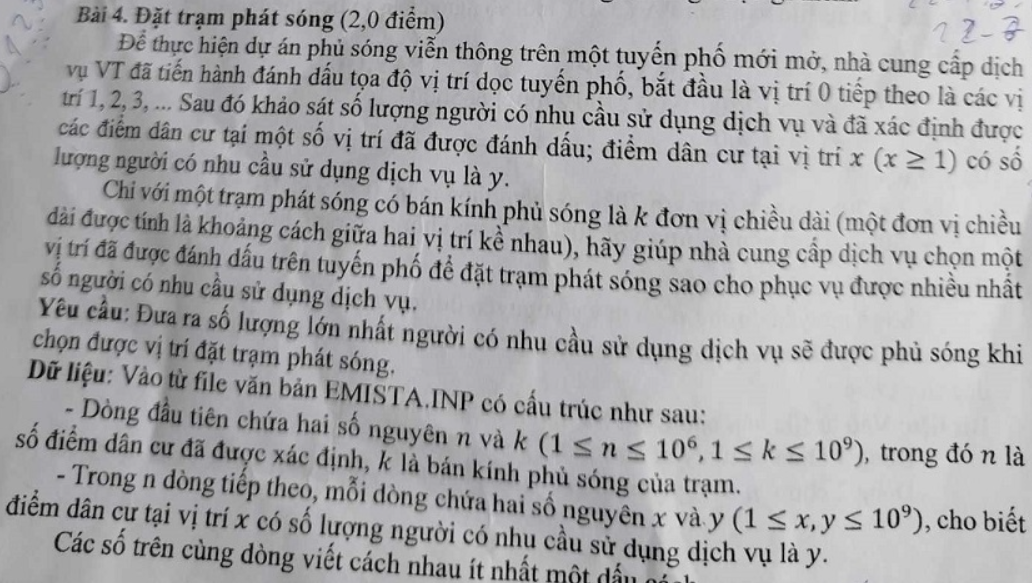 Bài 4. Đặt trạm phát sóng (2,0 điểm)
Để thực hiện dự án phủ sóng viễn thông trên một tuyến phố mới mở, nhà cung cấp dịch
vụ VT đã tiến hành đánh dấu tọa độ vị trí dọc tuyến phố, bắt đầu là vị trí 0 tiếp theo là các vị
trí 1, 2, 3, ... Sau đó khảo sát số lượng người có nhu cầu sử dụng dịch vụ và đã xác định được
các điểm dân cư tại một số vị trí đã được đánh dấu; điểm dân cư tại vị trí x (x ≥ 1) có số
lượng người có nhu cầu sử dụng dịch vụ là y.
Chỉ với một trạm phát sóng có bán kính phủ sóng là k đơn vị chiều dài (một đơn vị chiều
dài được tính là khoảng cách giữa hai vị trí kề nhau), hãy giúp nhà cung cấp dịch vụ chọn một
vị trí đã được đánh dấu trên tuyến phố để đặt trạm phát sóng sao cho phục vụ được nhiều nhất
số người có nhu cầu sử dụng dịch vụ.
Yêu cầu: Đưa ra số lượng lớn nhất người có nhu cầu sử dụng dịch vụ sẽ được phủ sóng khi
chọn được vị trí đặt trạm phát sóng.
Dữ liệu: Vào từ file văn bản EMISTA.INP có cấu trúc như sau:
- Dòng đầu tiên chứa hai số nguyên n và k (1 ≤ n ≤ 10⁶, 1 ≤ k ≤ 10⁹), trong đó n là
số điểm dân cư đã được xác định, k là bán kính phủ sóng của trạm.
- Trong n dòng tiếp theo, mỗi dòng chứa hai số nguyên x và y (1 ≤ x, y ≤ 10⁹), cho biết
điểm dân cư tại vị trí x có số lượng người có nhu cầu sử dụng dịch vụ là y.
Các số trên cùng dòng viết cách nhau ít nhất một dấu